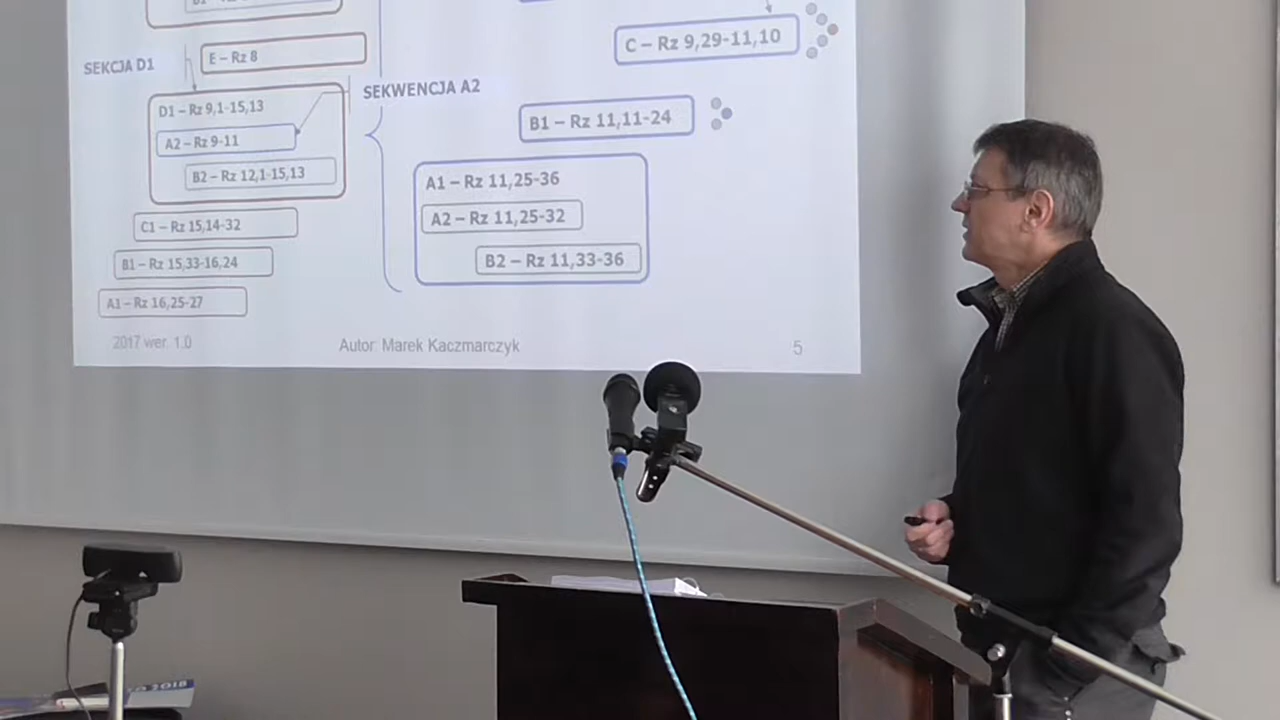 E – Rz 8
SEKCJA D1
D1 – Rz 9,1-15,13
A2 – Rz 9-11
B2 – Rz 12,1-15,13
C1 – Rz 15,14-32
B1 – Rz 15,33-16,24
A1 – Rz 16,25-27
SEKWENCJA A2
C – Rz 9,29-11,10
B1 – Rz 11,11-24
A1 – Rz 11,25-36
A2 – Rz 11,25-32
B2 – Rz 11,33-36
2017 wer. 1.0
Autor: Marek Kaczmarczyk
5
2018